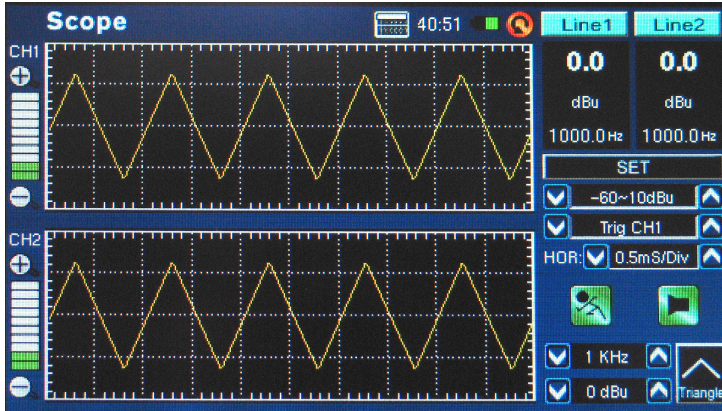 Scope
40:51
Line1
Line2
CH1
0.0
0.0
dBu
dBu
1000.0Hz
1000.0Hz
SET
-60~10dBu
Trig CH1
CH2
HOR:
0.5mS/Div
1 KHz
0 dBu
Triangle